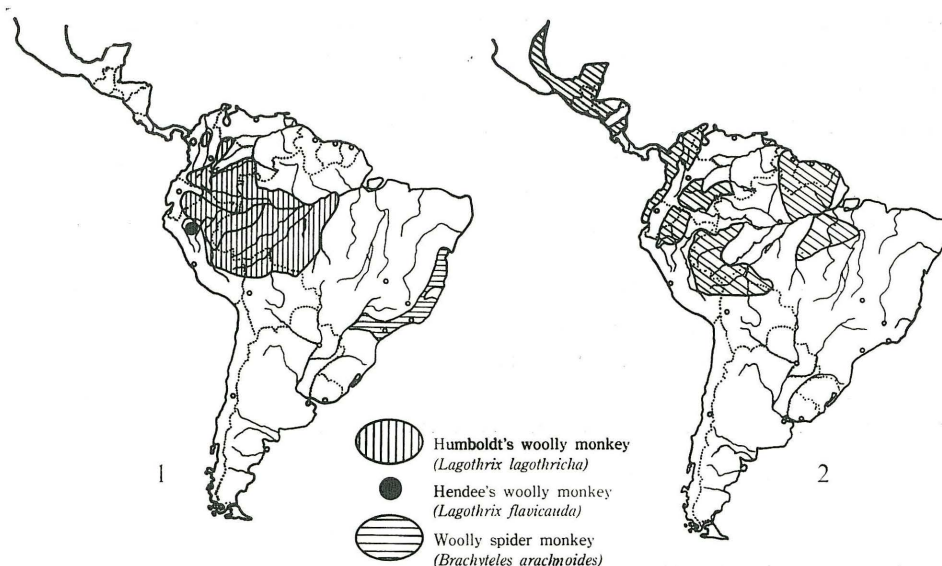 1
2
Humboldt's woolly monkey
(Lagothrix lagothricha)
Hendee's woolly monkey
(Lagothrix flavicauda)
Woolly spider monkey
(Brachyteles arachnoides)